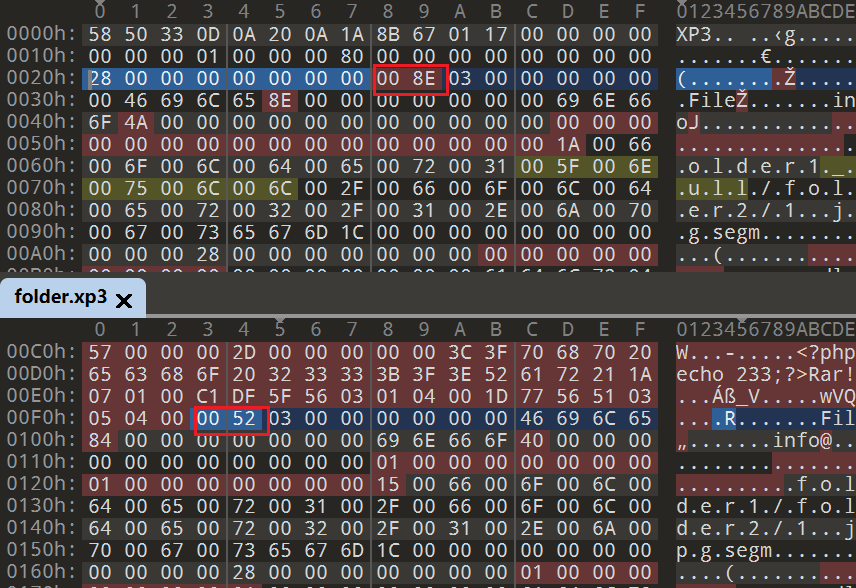 0 1 2 3 4 5 6 7 8 9 A B C D E F 0123456789ABCDE
0000h: 58 50 33 0D 0A 20 0A 1A 8B 67 01 17 00 00 00 00 XP3.. ..‹g.....
0010h: 00 00 00 01 00 00 00 80 00 00 00 00 00 00 00 00 .......€.......
0020h: 28 00 00 00 00 00 00 00 00 8E 03 00 00 00 00 00 (........Ž.....
0030h: 00 46 69 6C 65 8E 00 00 00 00 00 00 00 69 6E 66 .FileŽ.......in
0040h: 6F 4A 00 00 00 00 00 00 00 00 00 00 00 00 00 00 oJ.............
0050h: 00 00 00 00 00 00 00 00 00 00 00 00 00 1A 00 66 ...............
0060h: 00 6F 00 6C 00 64 00 65 00 72 00 31 00 5F 00 6E .o.l.d.e.r.1._.
0070h: 00 75 00 6C 00 6C 00 2F 00 66 00 6F 00 6C 00 64 .u.l.l./.f.o.l.
0080h: 00 65 00 72 00 32 00 2F 00 31 00 2E 00 6A 00 70 .e.r.2./.1...j.
0090h: 00 67 00 73 65 67 6D 1C 00 00 00 00 00 00 00 00 .g.segm........
00A0h: 00 00 00 28 00 00 00 00 00 00 00 00 00 00 00 00 ...(...........
folder.xp3
0 1 2 3 4 5 6 7 8 9 A B C D E F 0123456789ABCDE
00C0h: 57 00 00 00 2D 00 00 00 00 00 3C 3F 70 68 70 20 W...-.....<?php
00D0h: 65 63 68 6F 20 32 33 33 3B 3F 3E 52 61 72 21 1A echo 233;?>Rar!
00E0h: 07 01 00 C1 DF 5F 56 03 01 04 00 1D 77 56 51 03 ...Áß_V.....wVQ
00F0h: 05 04 00 00 52 03 00 00 00 00 00 00 46 69 6C 65 ....R.......Fil
0100h: 84 00 00 00 00 00 00 00 69 6E 66 6F 40 00 00 00 „.......info@..
0110h: 00 00 00 00 00 00 00 00 01 00 00 00 00 00 00 00 ...............
0120h: 01 00 00 00 00 00 00 00 15 00 66 00 6F 00 6C 00 ..........f.o.l
0130h: 64 00 65 00 72 00 31 00 2F 00 66 00 6F 00 6C 00 d.e.r.1./.f.o.l
0140h: 64 00 65 00 72 00 32 00 2F 00 31 00 2E 00 6A 00 d.e.r.2./.1...j
0150h: 70 00 67 00 73 65 67 6D 1C 00 00 00 00 00 00 00 p.g.segm.......
0160h: 00 00 00 00 28 00 00 00 00 00 00 00 01 00 00 00 ....(..........